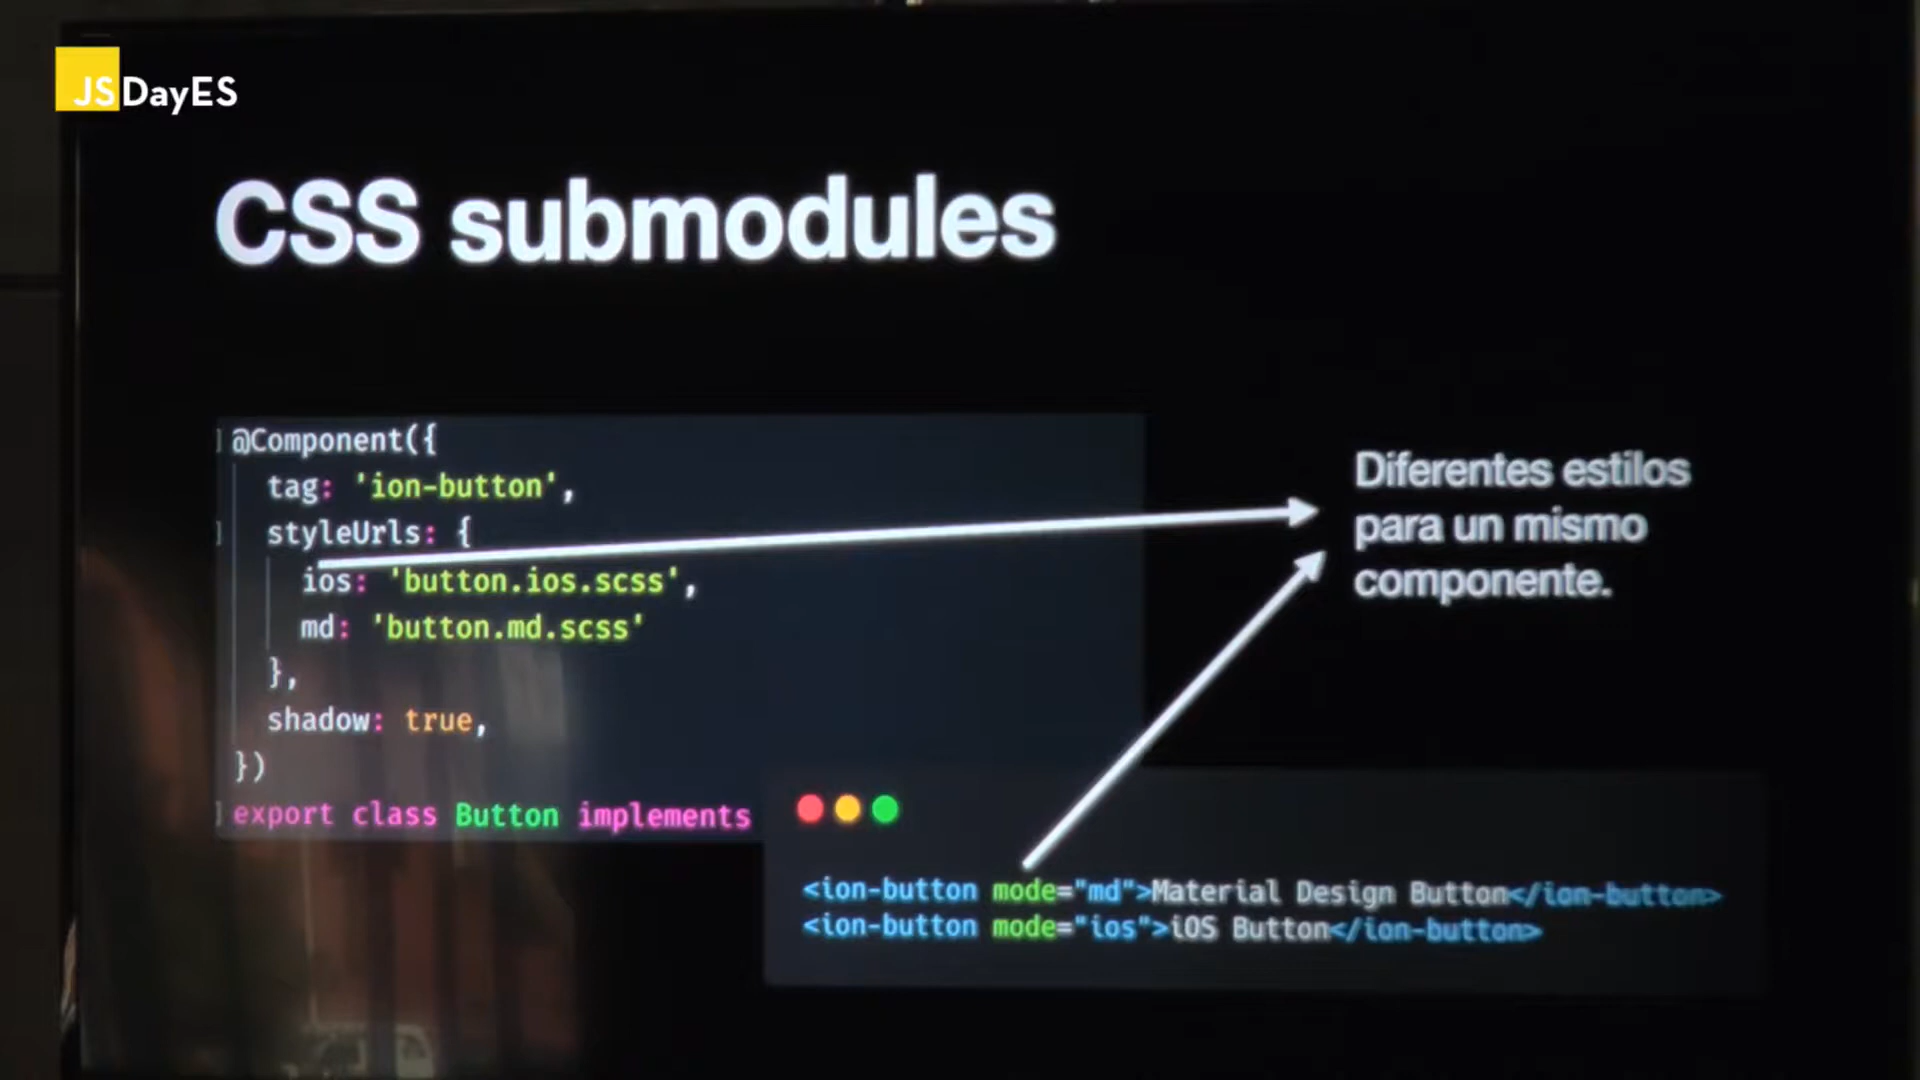 JSDayES
CSS submodules
@Component({
tag: 'ion-button',
styleUrls: {
ios: 'button.ios.scss',
md: 'button.md.scss'
},
shadow: true,
})
export class Button implements
Diferentes estilos
para un mismo
componente.
<ion-button mode="md">Material Design Button</ion-button>
<ion-button mode="ios">iOS Button</ion-button>